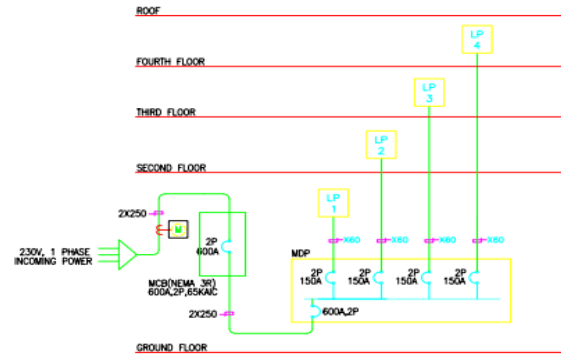 ROOF
LP
4
FOURTH FLOOR
LP
3
THIRD FLOOR
LP
2
SECOND FLOOR
LP
1
2X250
M
2P
600A
X60
X60
X60
X60
230V, 1 PHASE
INCOMING POWER
MDP
2P
150A
2P
150A
2P
150A
2P
150A
MCB(NEMA 3R)
600A,2P,65KAIC
2X250
600A,2P
GROUND FLOOR